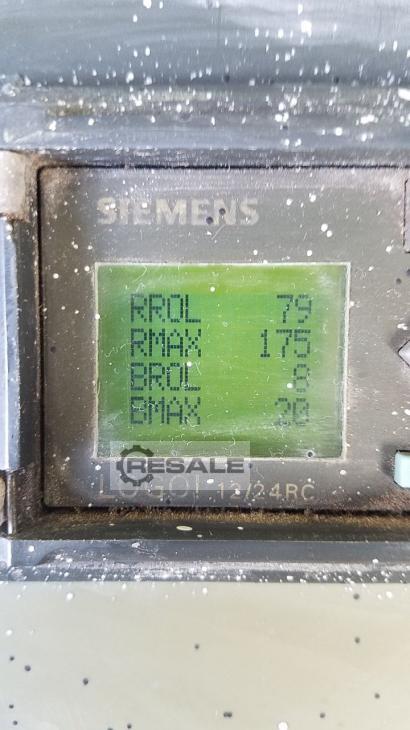 SIEMENS
RROL 79
RMAX 175
BROL 8
BMAX 20
RESALE
LOGO! 12/24RC